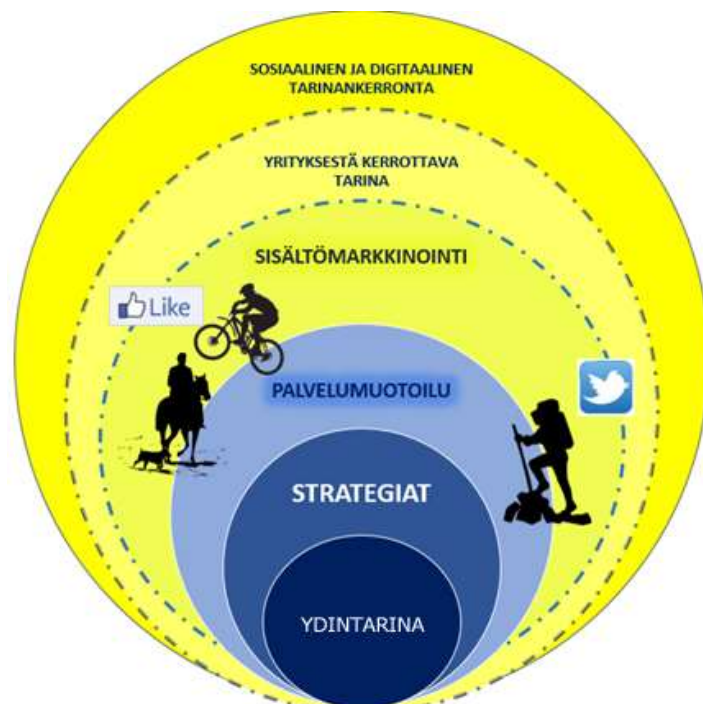 SOSIAALINEN JA DIGITAALINEN
TARINANKERRONTA
YRITYKSESTÄ KERROTTAVA
TARINA
SISÄLTÖMARKKINOINTI
Like
PALVELUMUOTOILU
STRATEGIAT
YDINTARINA